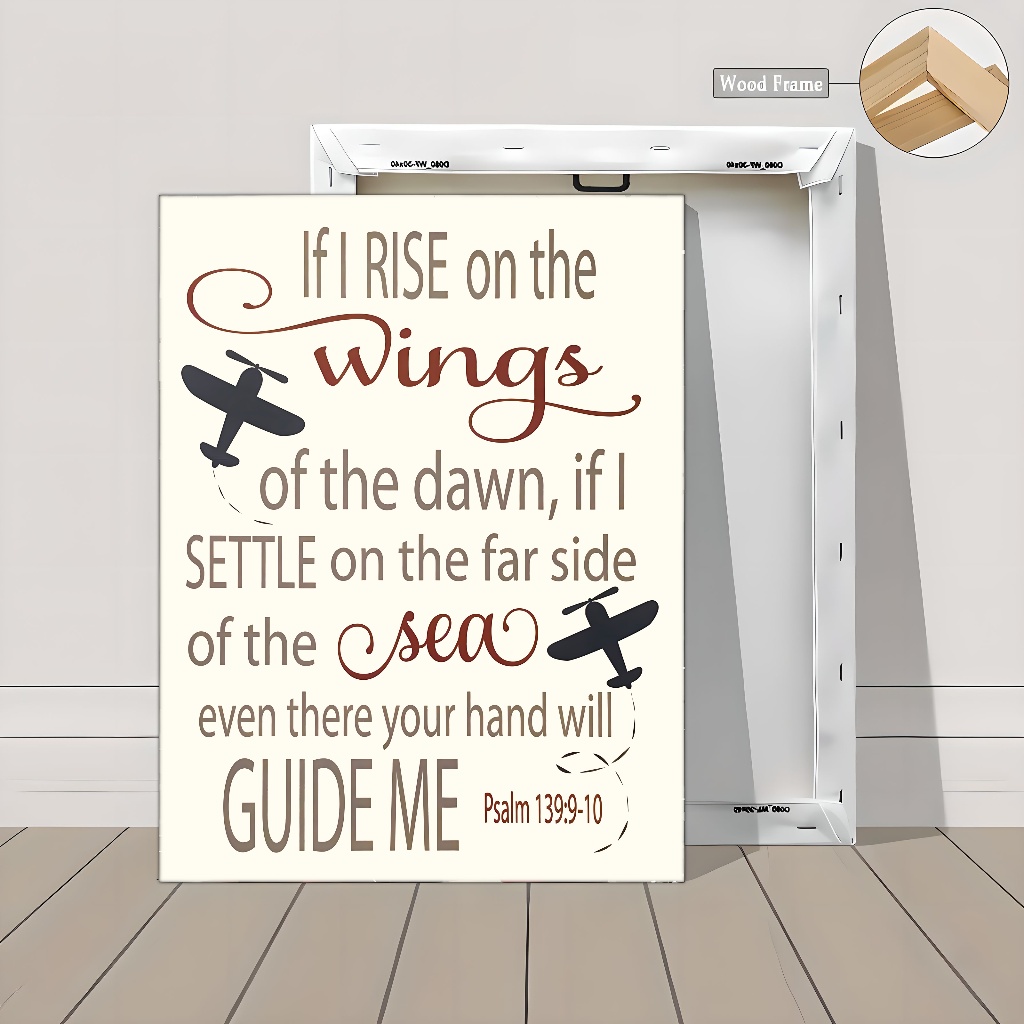 Wood Frame
If I RISE on the
wings
of the dawn, if I
SETTLE on the far side
of the sea
even there your hand will
GUIDE ME Psalm 139:9-10